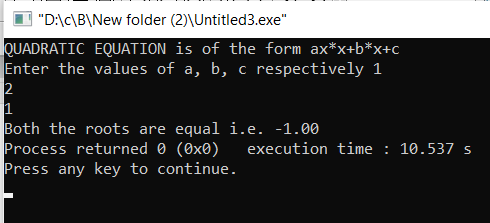 "D:\c\B\New folder (2)\Untitled3.exe"
QUADRATIC EQUATION is of the form ax*x+b*x+c
Enter the values of a, b, c respectively 1
2
1
Both the roots are equal i.e. -1.00
Process returned 0 (0x0)   execution time : 10.537 s
Press any key to continue.